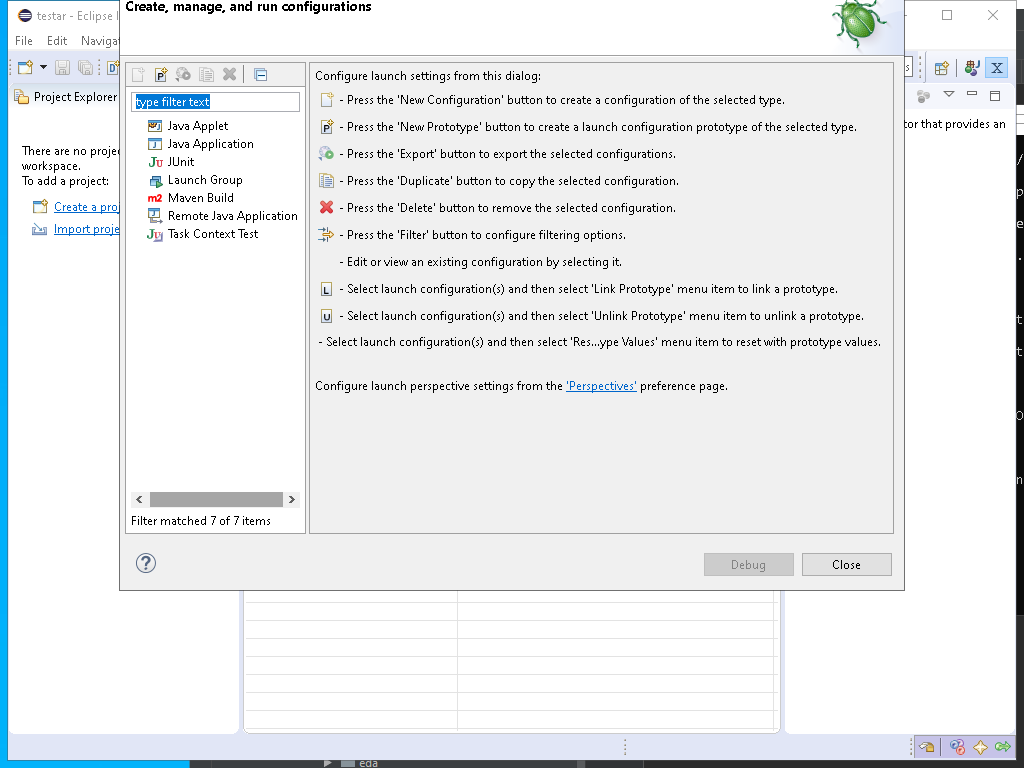 Create, manage, and run configurations
testar - Eclipse
File Edit
type filter text
Java Applet
Java Application
JUnit
Launch Group
Maven Build
Remote Java Application
Task Context Test
Filter matched 7 of 7 items
Configure launch settings from this dialog:
- Press the 'New Configuration' button to create a configuration of the selected type.
- Press the 'New Prototype' button to create a launch configuration prototype of the selected type.
- Press the 'Export' button to export the selected configurations.
- Press the 'Duplicate' button to copy the selected configuration.
- Press the 'Delete' button to remove the selected configuration.
- Press the 'Filter' button to configure filtering options.
- Edit or view an existing configuration by selecting it.
- Select launch configuration(s) and then select 'Link Prototype' menu item to link a prototype.
- Select launch configuration(s) and then select 'Unlink Prototype' menu item to unlink a prototype.
- Select launch configuration(s) and then select 'Res...ype Values' menu item to reset with prototype values.
Configure launch perspective settings from the 'Perspectives' preference page.
Debug Close
Project Explorer
There are no
workspace.
To add a project:
Create a
Import
that provides an
eda